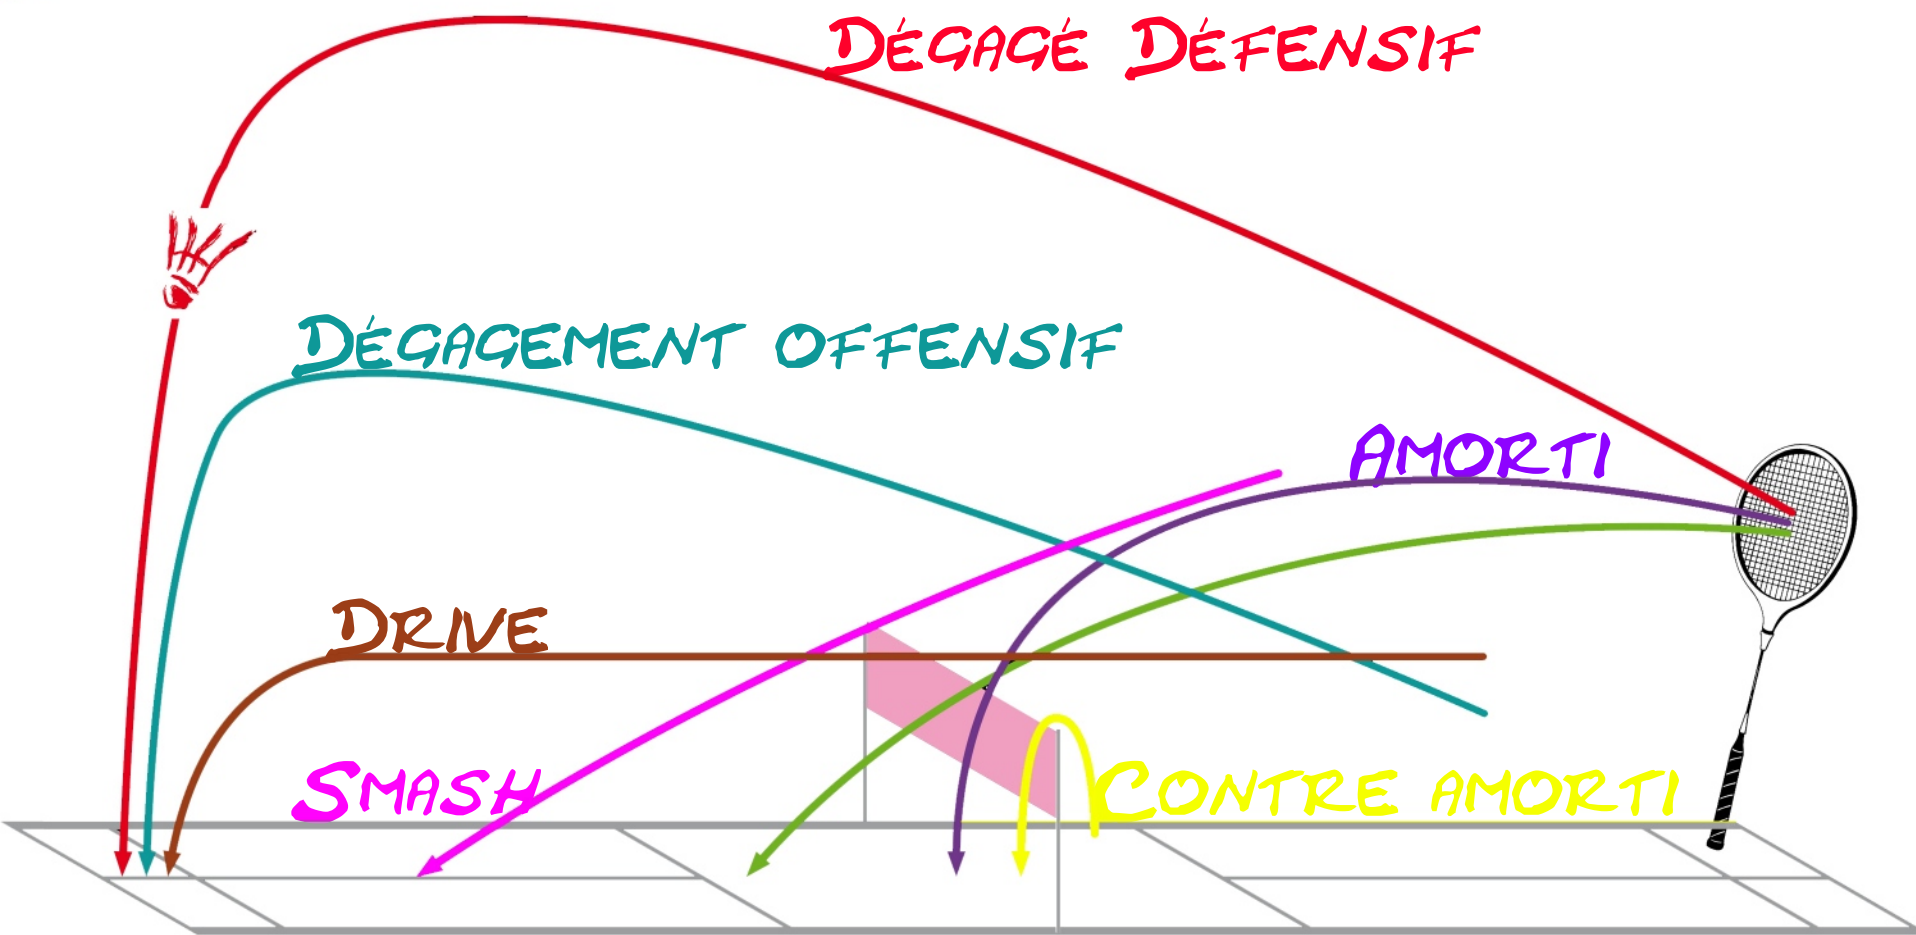 DÉGAGÉ DÉFENSIF
DÉGAGEMENT OFFENSIF
AMORTI
DRIVE
SMASH
CONTRE AMORTI